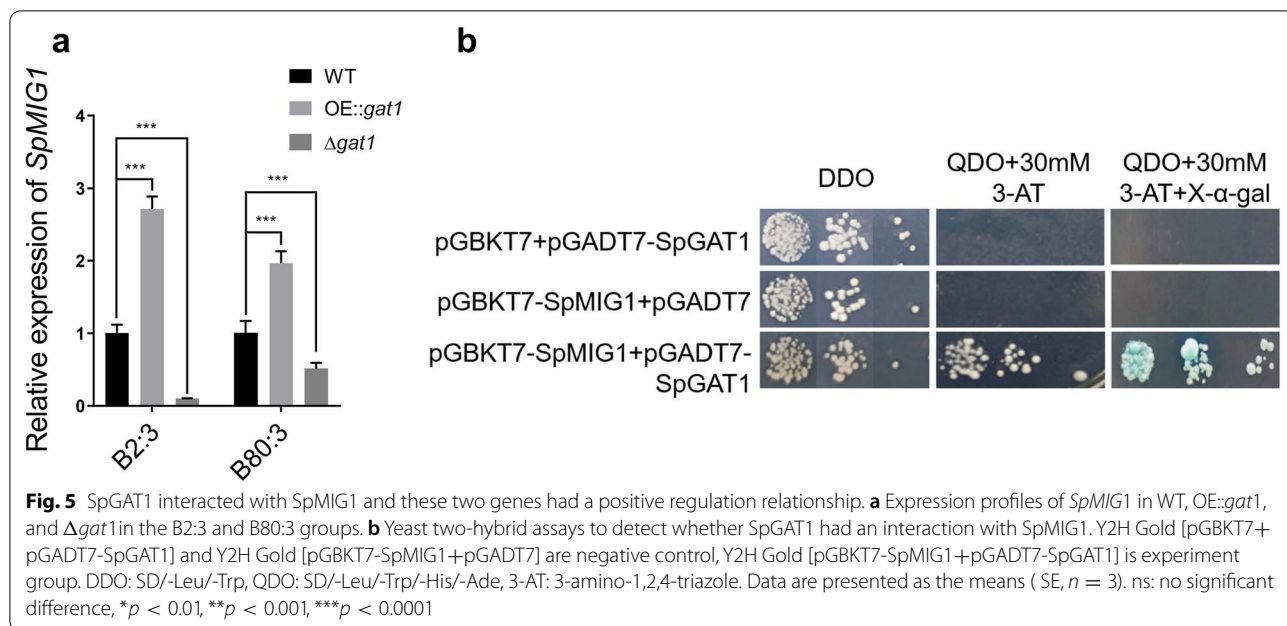 a
Relative expression of SpMIG1
4
3
2
1
0
***
***
***
***
WT
OE::gat1
Δgat1
B2:3
B80:3
b
DDO
QDO+30mM
3-AT
QDO+30mM
3-AT+X-α-gal
pGBKT7+pGADT7-SpGAT1
pGBKT7-SpMIG1+pGADT7
pGBKT7-SpMIG1+pGADT7-
SpGAT1
Fig. 5 SpGAT1 interacted with SpMIG1 and these two genes had a positive regulation relationship. a Expression profiles of SpMIG1 in WT, OE::gat1,
and Δgat1in the B2:3 and B80:3 groups. b Yeast two-hybrid assays to detect whether SpGAT1 had an interaction with SpMIG1. Y2H Gold [pGBKT7+
pGADT7-SpGAT1] and Y2H Gold [pGBKT7-SpMIG1+pGADT7] are negative control, Y2H Gold [pGBKT7-SpMIG1+pGADT7-SpGAT1] is experiment
group. DDO: SD/-Leu/-Trp, QDO: SD/-Leu/-Trp/-His/-Ade, 3-AT: 3-amino-1,2,4-triazole. Data are presented as the means ( SE, n = 3). ns: no significant
difference, *p < 0.01, **p < 0.001, ***p < 0.0001